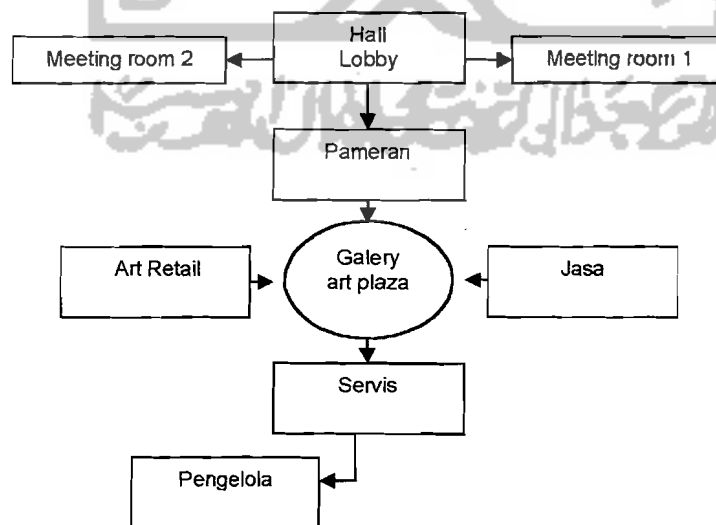 Hall
Lobby
Meeting room 2
Meeting room 1
Pameran
Galery
art plaza
Art Retail
Jasa
Servis
Pengelola